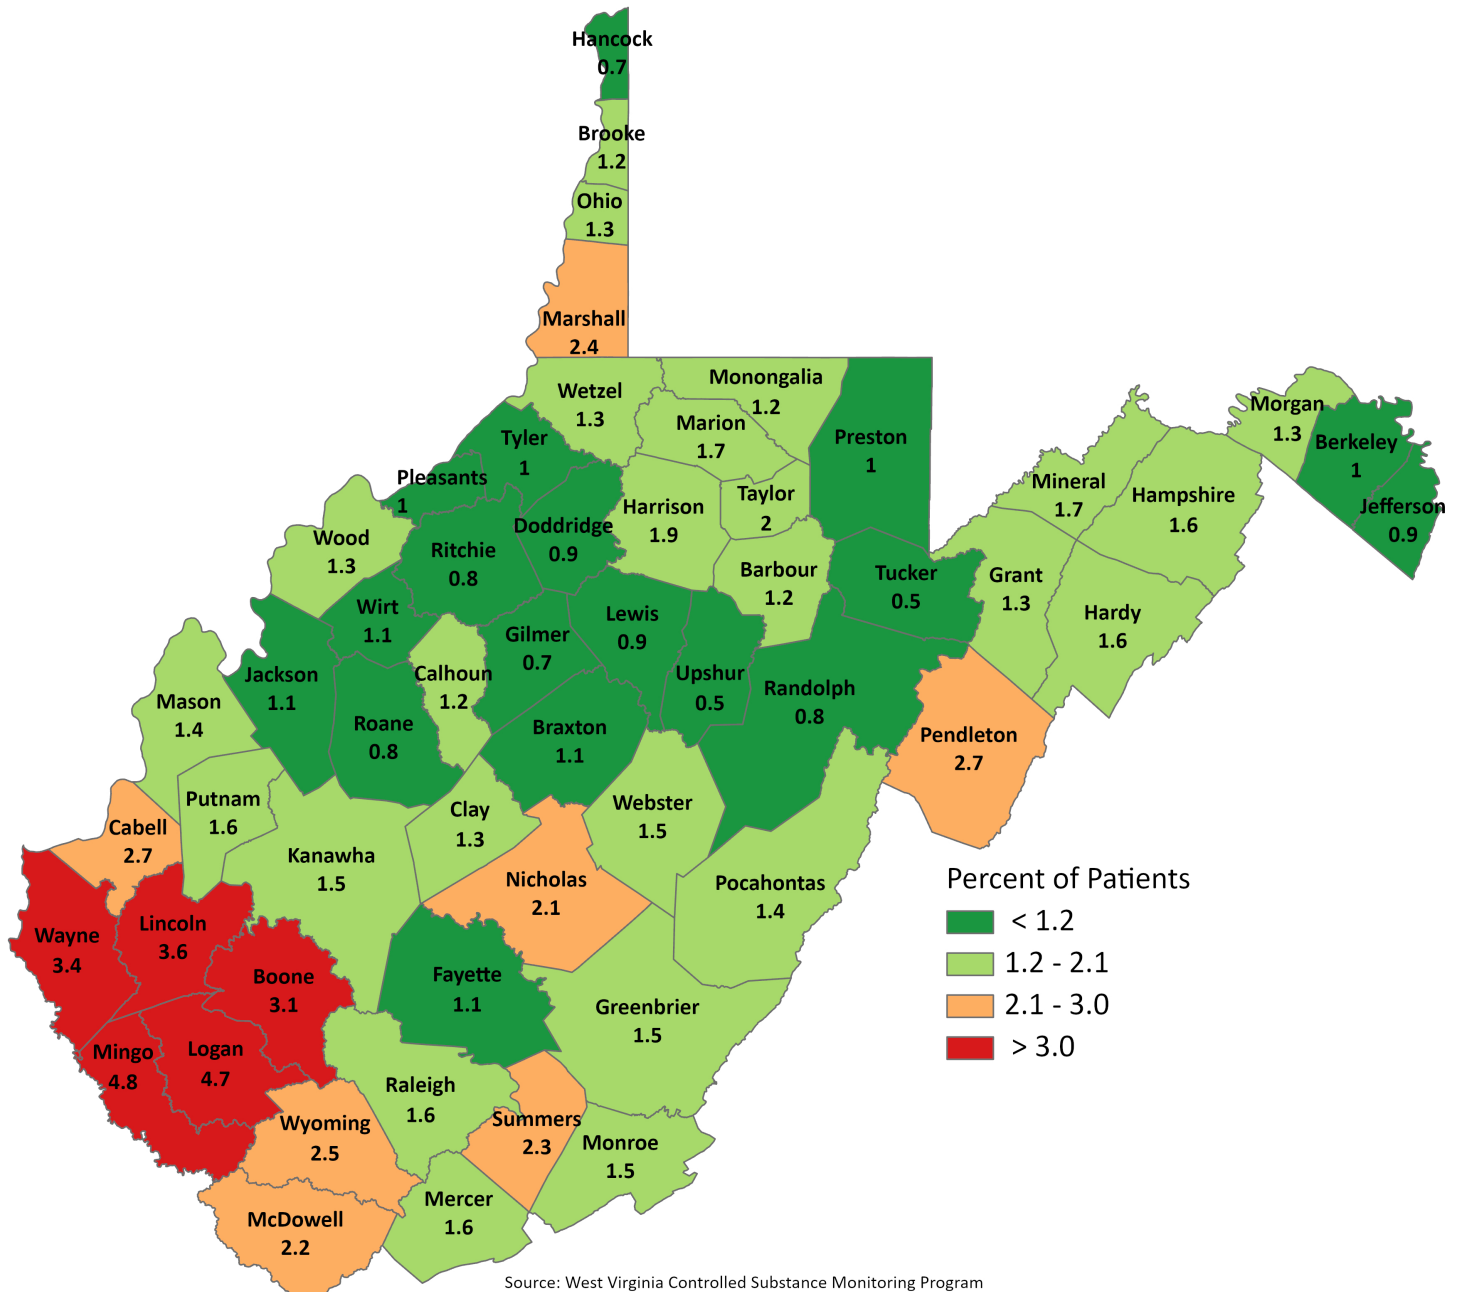 Hancock
0.7
Brooke
1.2
Ohio
1.3
Marshall
2.4
Wetzel
1.3
Monongalia
1.2
Marion
1.7
Preston
1
Tyler
1
Pleasants
1
Wood
1.3
Ritchie
0.8
Doddridge
0.9
Harrison
1.9
Taylor
2
Barbour
1.2
Tucker
0.5
Grant
1.3
Mineral
1.7
Hampshire
1.6
Hardy
1.6
Morgan
1.3
Berkeley
1
Jefferson
0.9
Wirt
1.1
Jackson
1.1
Mason
1.4
Roane
0.8
Calhoun
1.2
Gilmer
0.7
Lewis
0.9
Upshur
0.5
Randolph
0.8
Pendleton
2.7
Braxton
1.1
Putnam
1.6
Cabell
2.7
Kanawha
1.5
Clay
1.3
Webster
1.5
Nicholas
2.1
Pocahontas
1.4
Wayne
3.4
Lincoln
3.6
Boone
3.1
Fayette
1.1
Greenbrier
1.5
Mingo
4.8
Logan
4.7
Raleigh
1.6
Wyoming
2.5
Summers
2.3
Monroe
1.5
Mercer
1.6
McDowell
2.2
Percent of Patients
< 1.2
1.2 - 2.1
2.1 - 3.0
> 3.0
Source: West Virginia Controlled Substance Monitoring Program